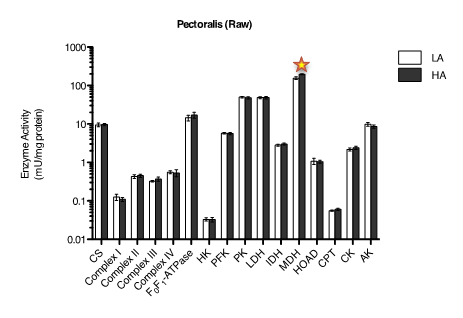 Pectoralis (Raw)
Enzyme Activity
(mU/mg protein)
1000
100
10
1
0.1
0.01
LA
HA
CS
Complex I
Complex II
Complex III
Complex IV
F₀F₁-ATPase
HK
PFK
PK
LDH
IDH
MDH
HOAD
CPT
CK
AK